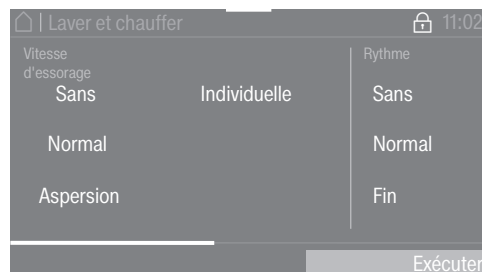 Laver et chauffer 11:02
Vitesse
d'essorage
Rythme
Sans Individuelle Sans
Normal Normal
Aspersion Fin
Exécuter